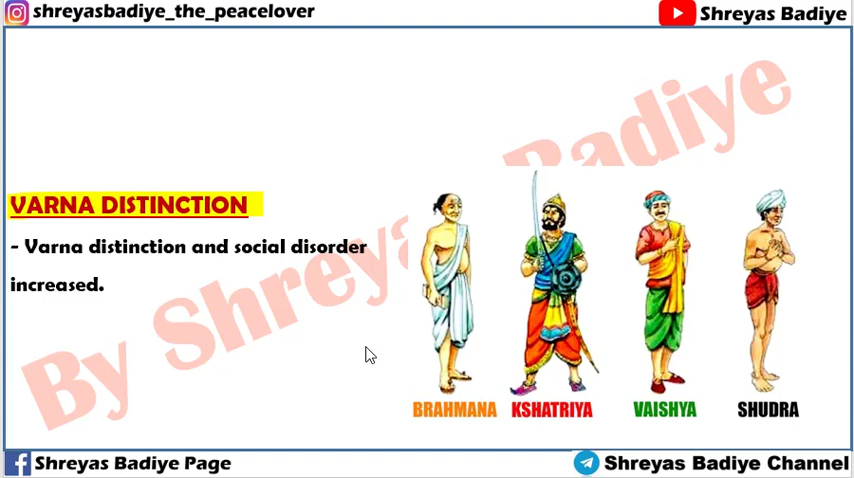 shreyasbadiye_the_peacelover
Shreyas Badiye
By Shreyas Badiye
VARNA DISTINCTION
- Varna distinction and social disorder
increased.
BRAHMANA KSHATRIYA VAISHYA SHUDRA
Shreyas Badiye Page
Shreyas Badiye Channel